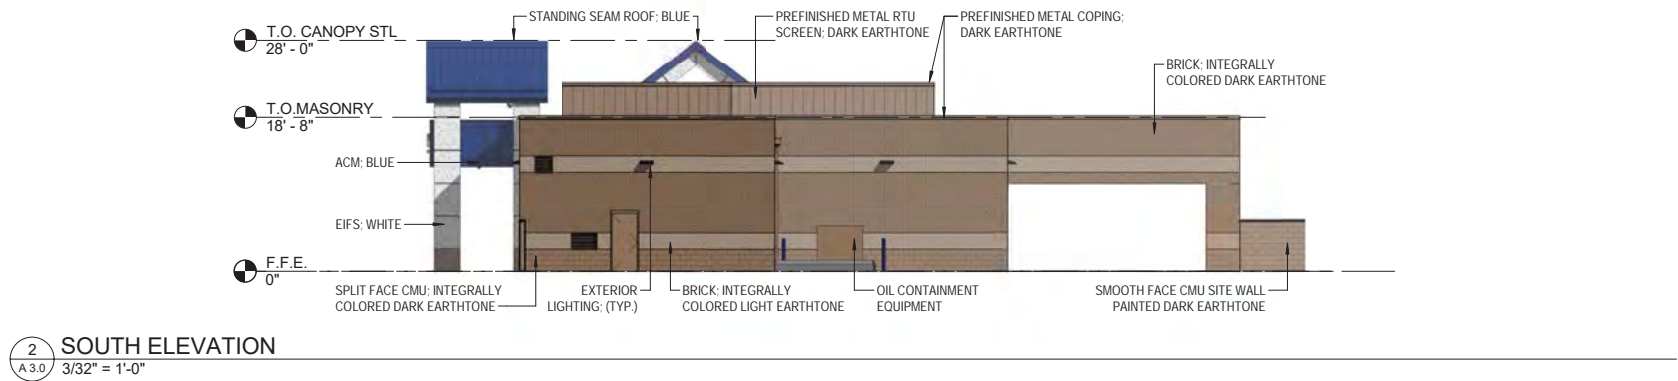 STANDING SEAM ROOF; BLUE
PREFINISHED METAL RTU
SCREEN; DARK EARTHTONE
PREFINISHED METAL COPING;
DARK EARTHTONE
T.O. CANOPY STL
28' - 0"
BRICK; INTEGRALLY
COLORED DARK EARTHTONE
T.O.MASONRY
18' - 8"
ACM; BLUE
EIFS; WHITE
F.F.E.
0"
SPLIT FACE CMU; INTEGRALLY
COLORED DARK EARTHTONE
EXTERIOR
LIGHTING; (TYP.)
BRICK; INTEGRALLY
COLORED LIGHT EARTHTONE
OIL CONTAINMENT
EQUIPMENT
SMOOTH FACE CMU SITE WALL
PAINTED DARK EARTHTONE
2
A 3.0
SOUTH ELEVATION
3/32" = 1'-0"